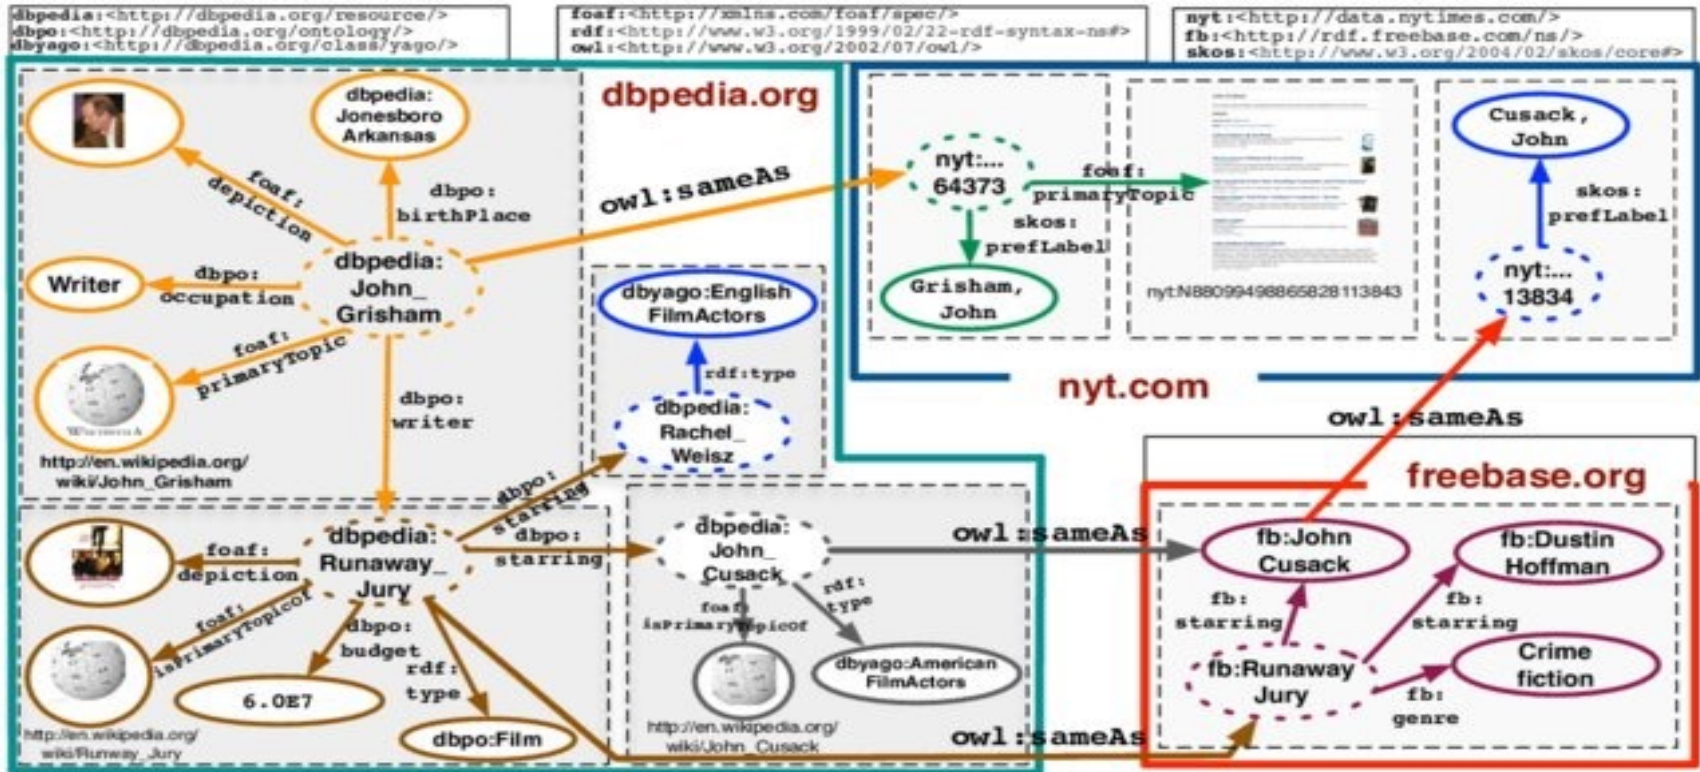 dbpedia:<http://dbpedia.org/resource/>
dbpo:<http://dbpedia.org/ontology/>
dbyago:<http://dbpedia.org/class/yago/>
foaf:<http://xmlns.com/foaf/spec/>
rdf:<http://www.w3.org/1999/02/22-rdf-syntax-ns#>
owl:<http://www.w3.org/2002/07/owl/>
nyt:<http://data.nytimes.com/>
fb:<http://rdf.freebase.com/ns/>
skos:<http://www.w3.org/2004/02/skos/core#>
dbpedia.org
dbpedia:
Jonesboro
Arkansas
foaf:
depiction
dbpo:
birthPlace
owl:sameAs
Writer
dbpo:
occupation
dbpedia:
John_
Grisham
foaf:
primaryTopic
WIKIPEDIA
http://en.wikipedia.org/
wiki/John_Grisham
dbpo:
writer
dbyago:English
FilmActors
rdf:type
dbpedia:
Rachel_
Weisz
dbpo:
starring
nyt:...
64373
foaf:
primaryTopic
skos:
prefLabel
Grisham,
John
nyt:N88099498865828113843
Cusack,
John
skos:
prefLabel
nyt:...
13834
nyt.com
owl:sameAs
dbpedia:
Runaway_
Jury
foaf:
depiction
foaf:
isPrimaryTopicOf
http://en.wikipedia.org/
wiki/Runway_Jury
dbpo:
budget
6.0E7
rdf:
type
dbpo:Film
dbpo:
starring
dbpedia:
John_
Cusack
foaf:
isPrimaryTopicOf
rdf:
type
dbyago:American
FilmActors
http://en.wikipedia.org/
wiki/John_Cusack
owl:sameAs
owl:sameAs
freebase.org
fb:John
Cusack
fb:Dustin
Hoffman
fb:
starring
fb:
starring
fb:Runaway
Jury
fb:
genre
Crime
fiction